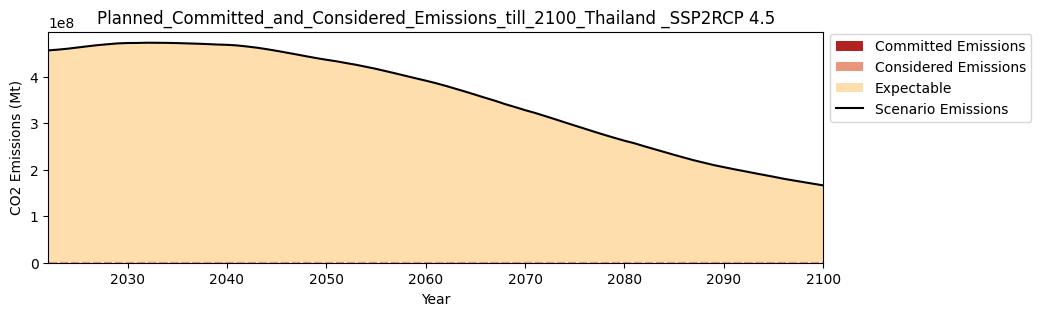 Planned_Committed_and_Considered_Emissions_till_2100_Thailand _SSP2RCP 4.5
1e8
CO2 Emissions (Mt)
4
3
2
1
0
2030 2040 2050 2060 2070 2080 2090 2100
Year
Committed Emissions
Considered Emissions
Expectable
Scenario Emissions